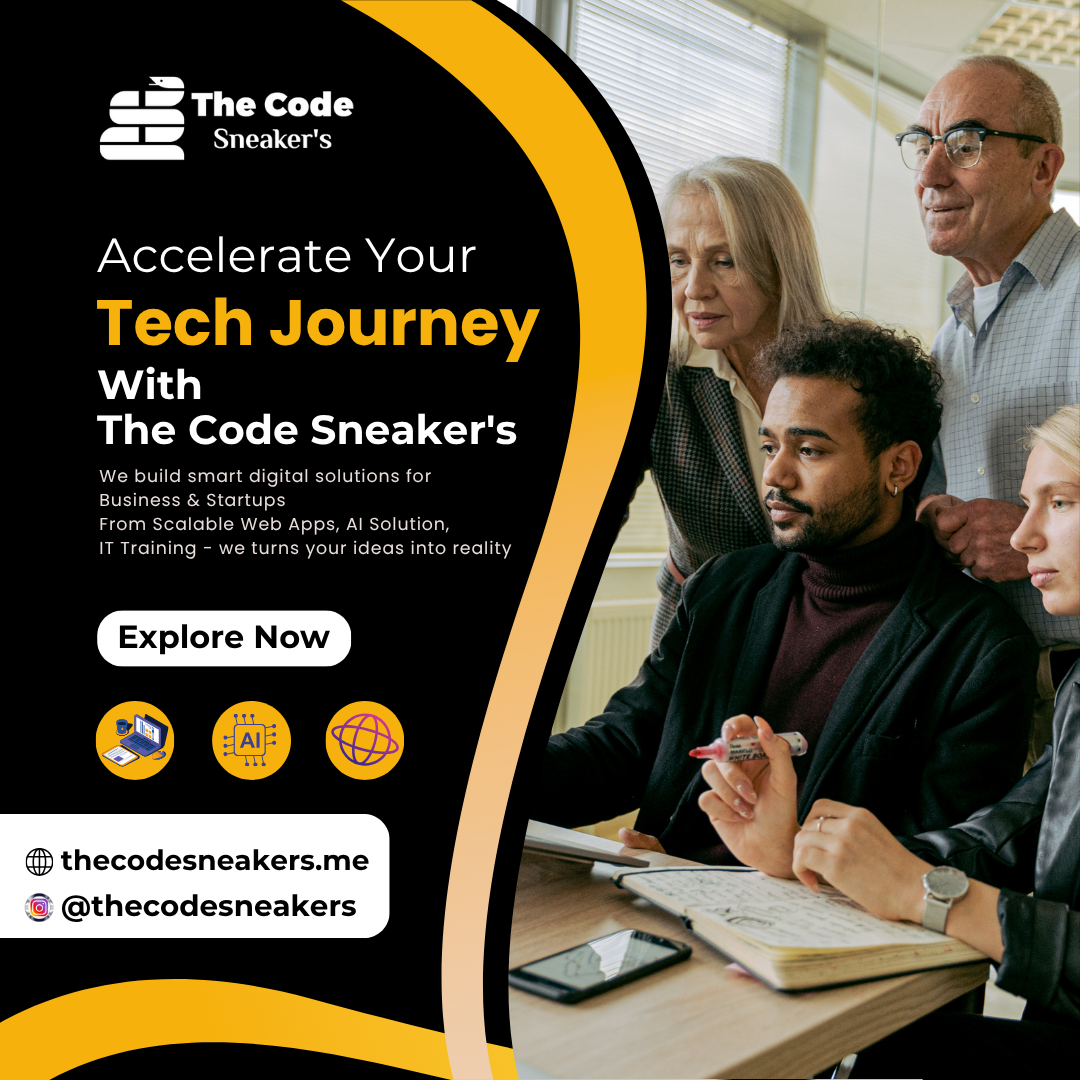 The Code
Sneaker's
Accelerate Your
Tech Journey
With
The Code Sneaker's
We build smart digital solutions for
Business & Startups
From Scalable Web Apps, AI Solution,
IT Training - we turns your ideas into reality
Explore Now
AI
thecodesneakers.me
@thecodesneakers
WHITE BOA